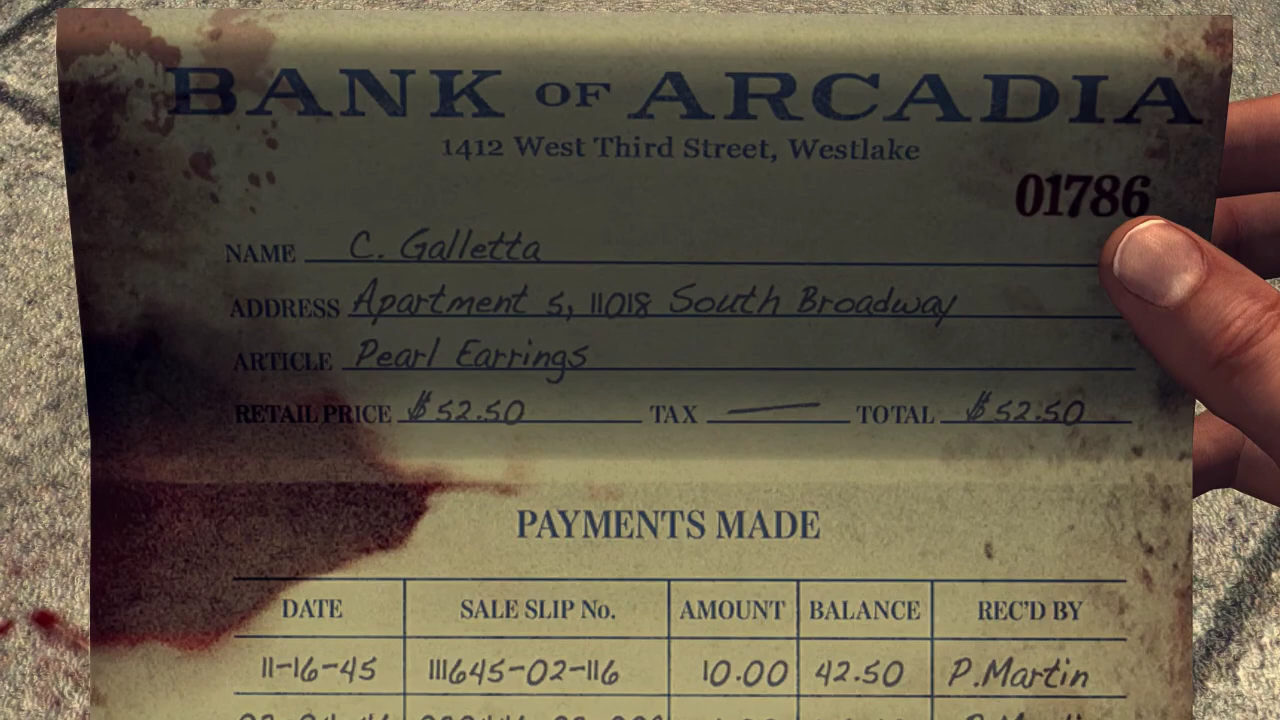 BANK OF ARCADIA
1412 West Third Street, Westlake
01786
NAME C. Galletta
ADDRESS Apartment 5, 11018 South Broadway
ARTICLE Pearl Earrings
RETAIL PRICE $52.50 TAX — TOTAL $52.50
PAYMENTS MADE
DATE SALE SLIP No. AMOUNT BALANCE REC'D BY
11-16-45 111645-02-116 10.00 42.50 P.Martin